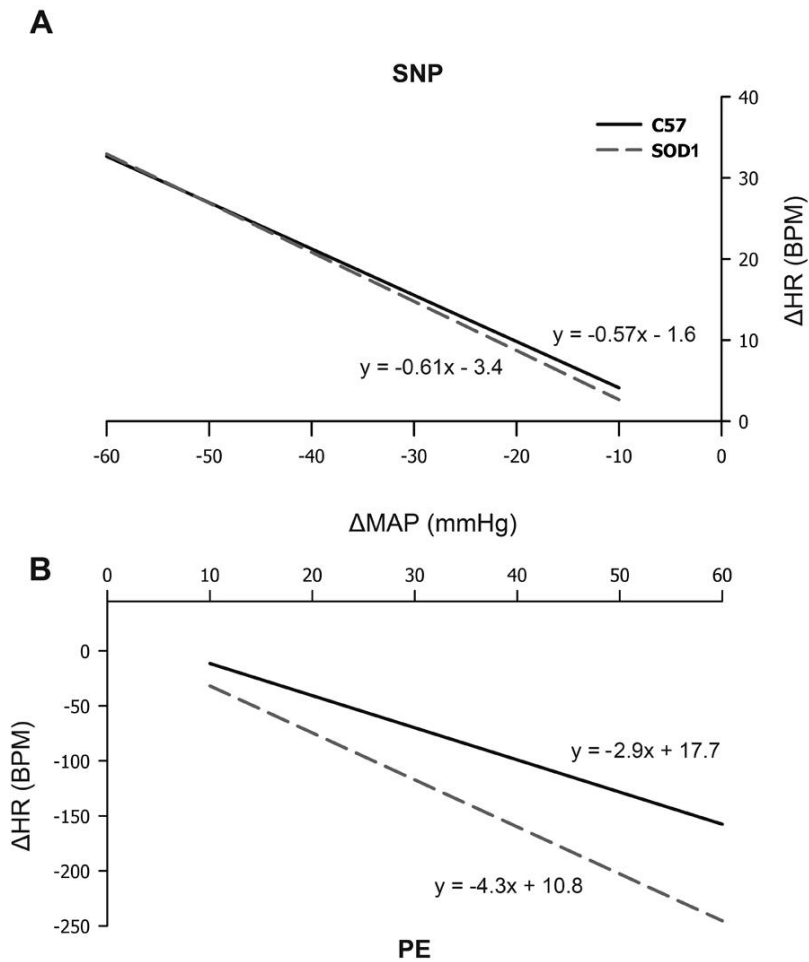 A
SNP
40
C57
SOD1
30
20
ΔHR (BPM)
10
y = -0.57x - 1.6
y = -0.61x - 3.4
0
-60 -50 -40 -30 -20 -10 0
ΔMAP (mmHg)
B
0 10 20 30 40 50 60
0
-50
-100
-150
-200
-250
ΔHR (BPM)
y = -2.9x + 17.7
y = -4.3x + 10.8
PE